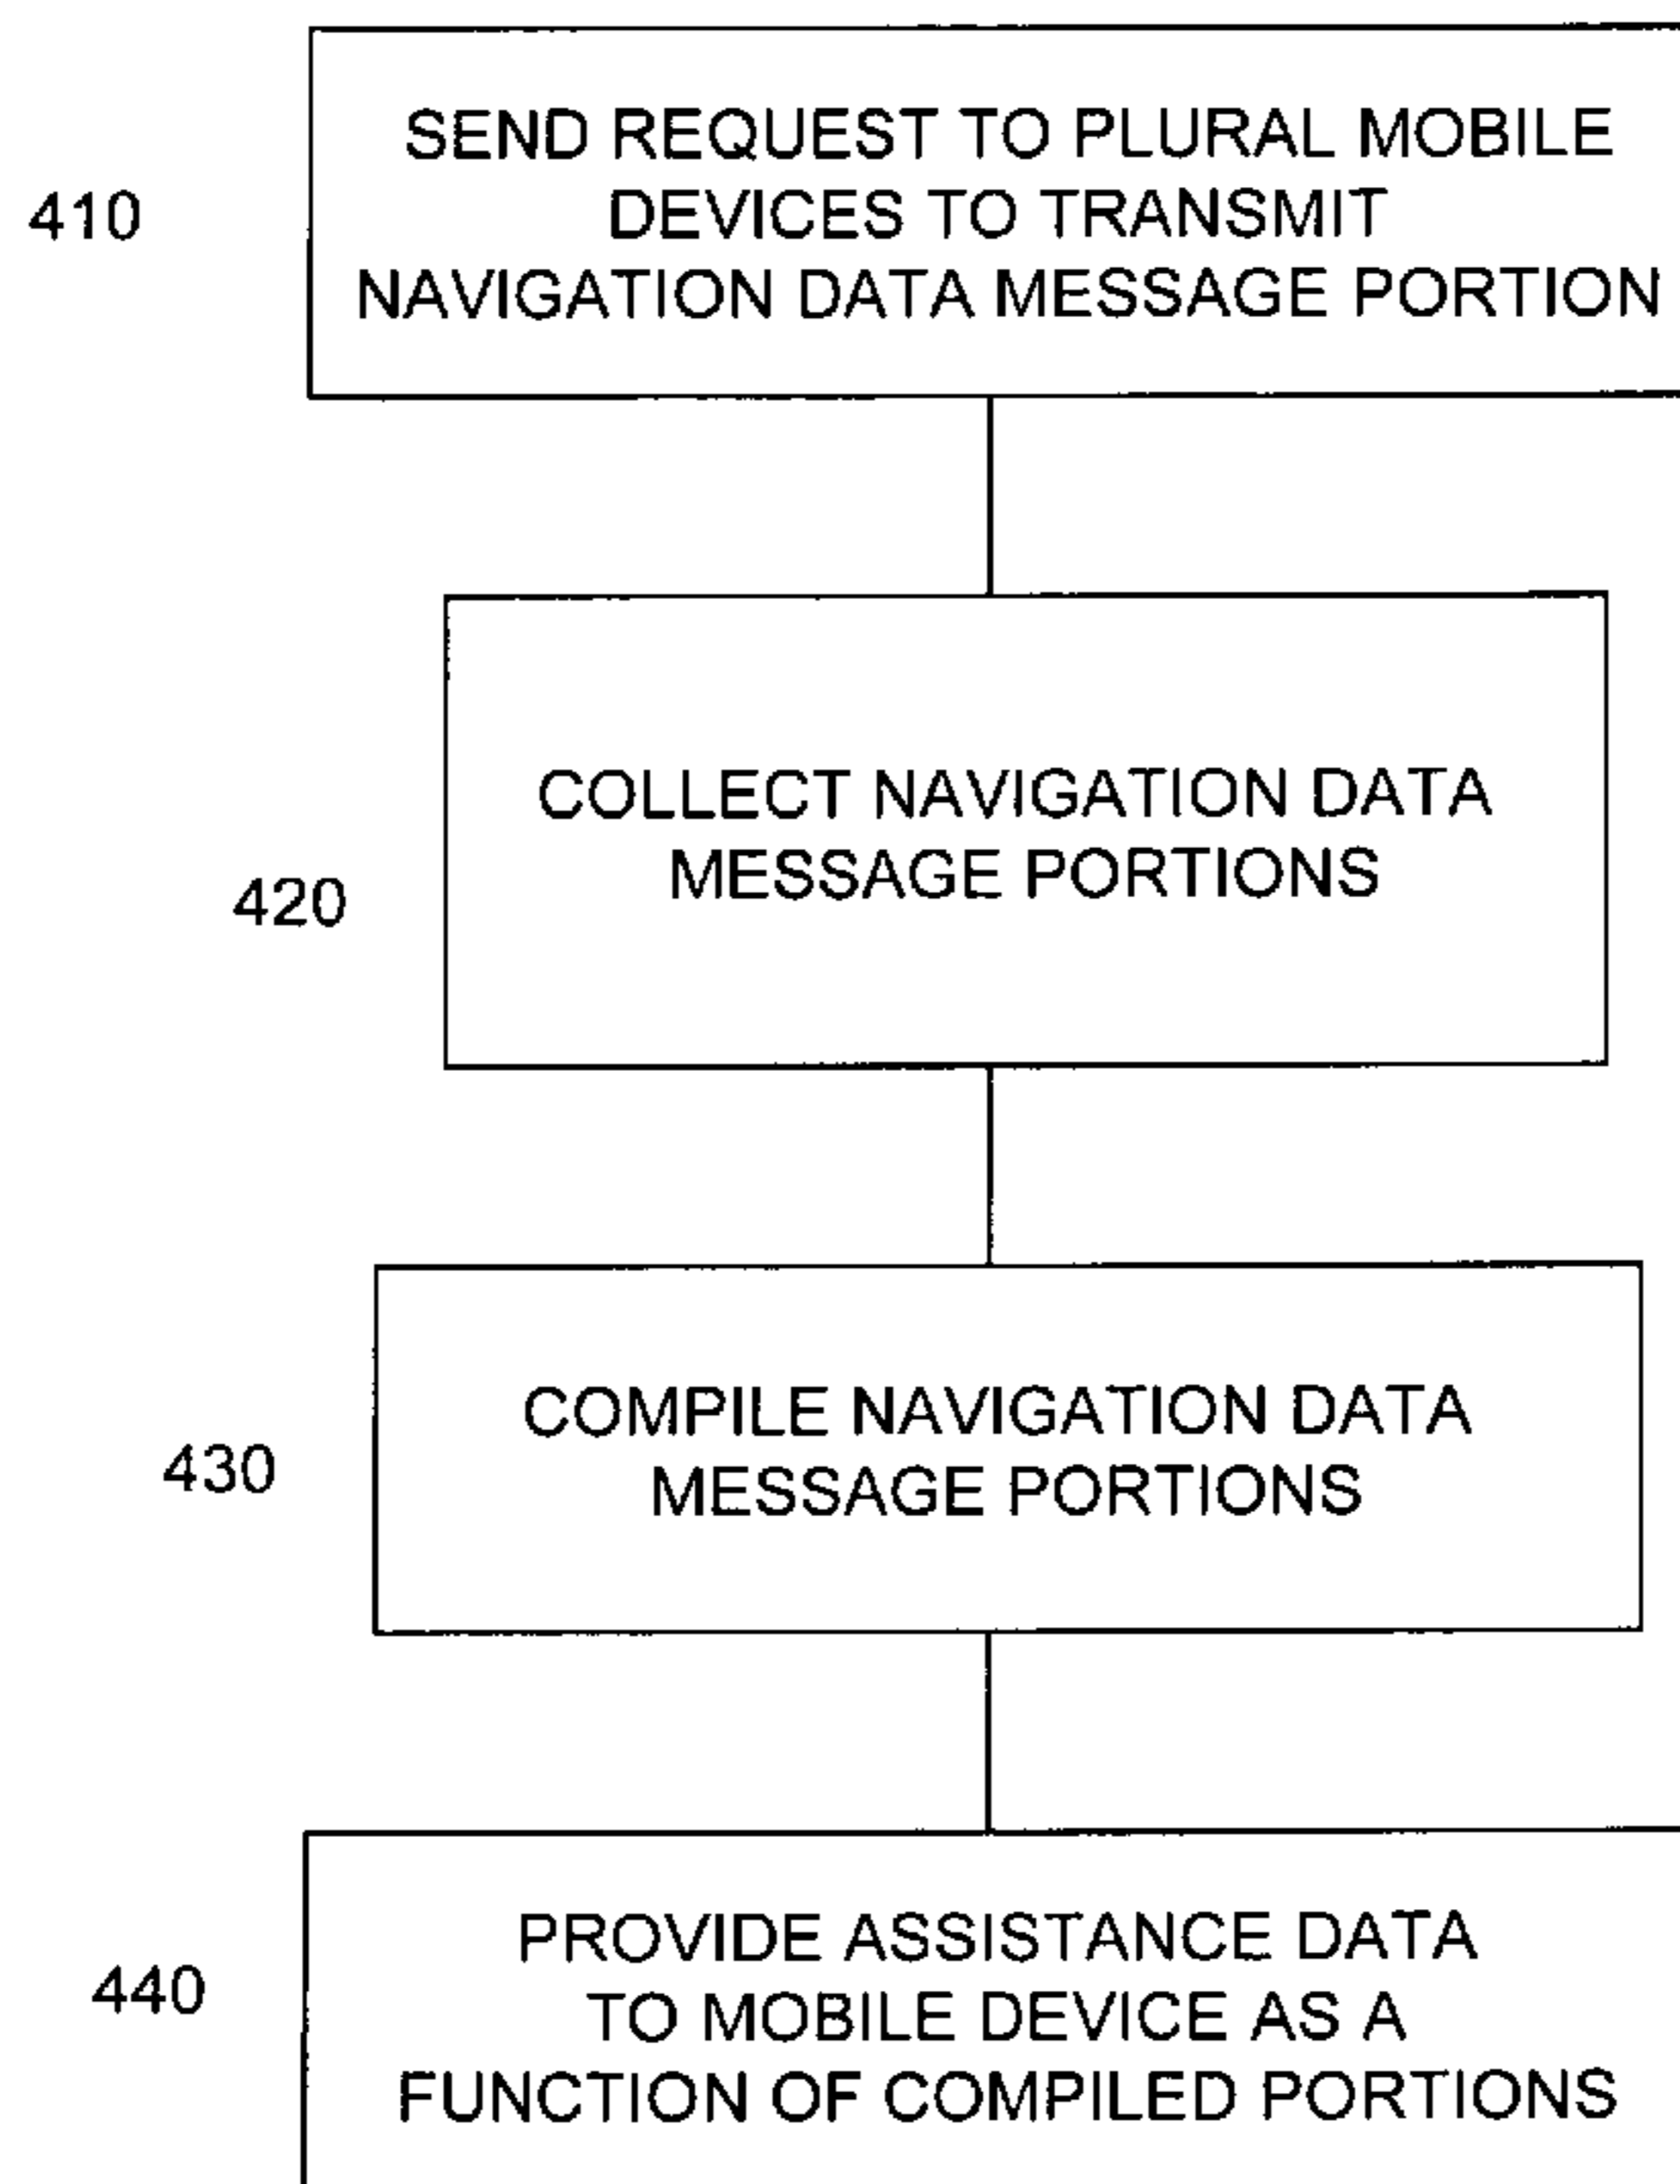 410
SEND REQUEST TO PLURAL MOBILE
DEVICES TO TRANSMIT
NAVIGATION DATA MESSAGE PORTION
420
COLLECT NAVIGATION DATA
MESSAGE PORTIONS
430
COMPILE NAVIGATION DATA
MESSAGE PORTIONS
440
PROVIDE ASSISTANCE DATA
TO MOBILE DEVICE AS A
FUNCTION OF COMPILED PORTIONS